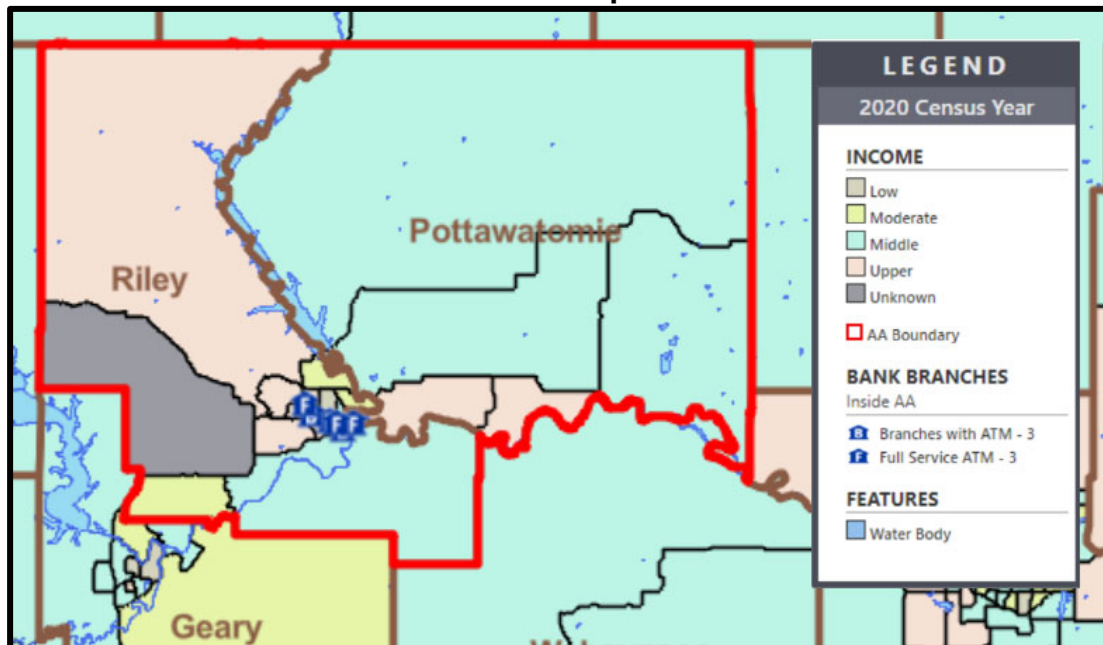 Riley
Pottawatomie
Geary
LEGEND
2020 Census Year
INCOME
Low
Moderate
Middle
Upper
Unknown
AA Boundary
BANK BRANCHES
Inside AA
B Branches with ATM - 3
F Full Service ATM - 3
FEATURES
Water Body
F
F F